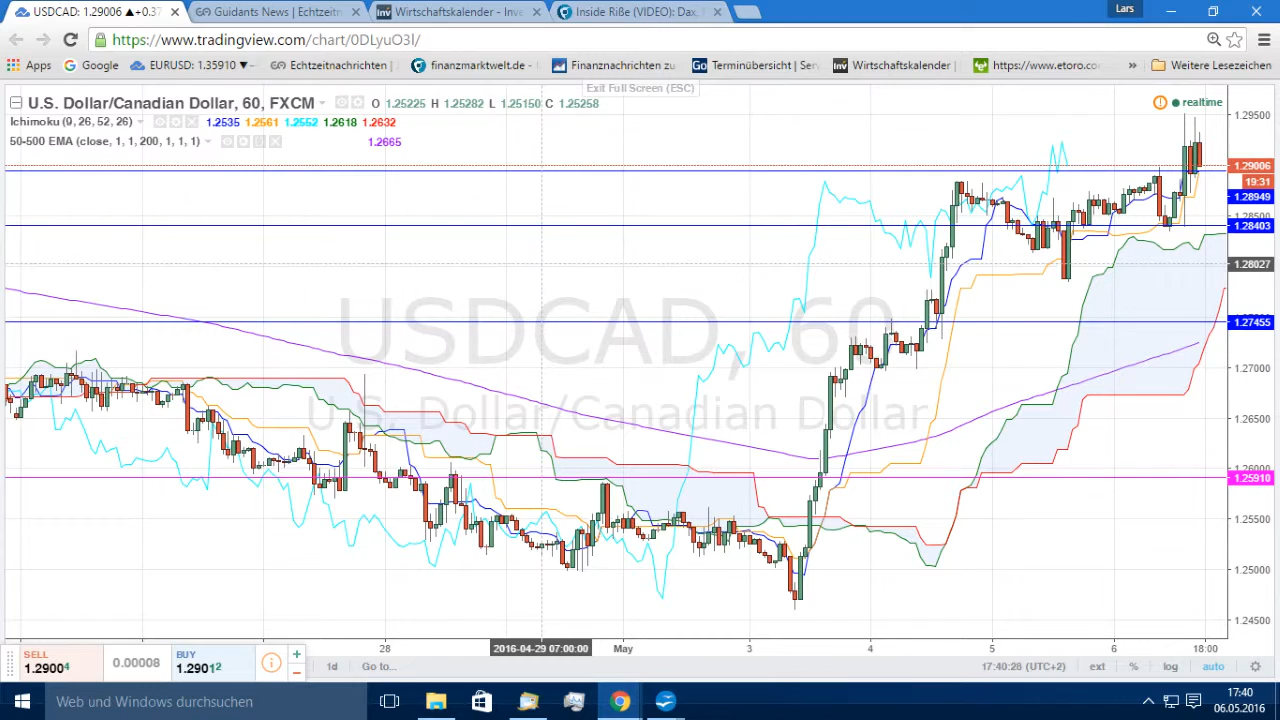 USDCAD: 1.29006 ▲+0.37
Guidants News | Echtzeitn
Wirtschaftskalender - Inve
Inside Riße (VIDEO): Dax,
Lars
https://www.tradingview.com/chart/0DLyuO3l/
Apps
Google
EURUSD: 1.35910 ▼ -
Echtzeitnachrichten |
finanzmarktwelt.de -
Finanznachrichten zu
Terminübersicht | Serv
Wirtschaftskalender
https://www.etoro.co
»
Weitere Lesezeichen
Exit Full Screen (ESC)
U.S. Dollar/Canadian Dollar, 60, FXCM
O 1.25225 H 1.25282 L 1.25150 C 1.25258
realtime
Ichimoku (9, 26, 52, 26)
1.2535 1.2561 1.2552 1.2618 1.2632
50-500 EMA (close, 1, 1, 200, 1, 1, 1)
1.2665
USDCAD, 60
U.S. Dollar/Canadian Dollar
1.29500
1.29006
19:31
1.28949
1.28500
1.28403
1.28027
1.27455
1.27000
1.26500
1.26000
1.25910
1.25500
1.25000
1.24500
28
2016-04-29 07:00:00
May
3
4
5
6
18:00
SELL
1.29004
0.00008
BUY
1.29012
1d
Go to...
17:40:28 (UTC+2)
ext
%
log
auto
Web und Windows durchsuchen
17:40
06.05.2016